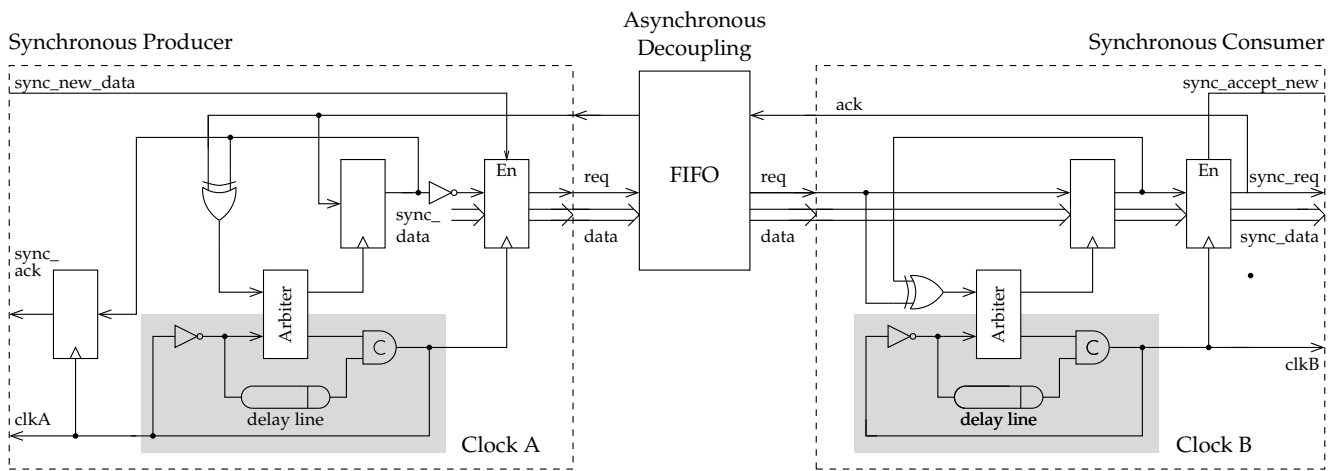 Asynchronous
Decoupling
Synchronous Producer
Synchronous Consumer
sync_new_data
ack
sync_accept_new
En
req
FIFO
req
En
sync_req
sync_
data
data
data
sync_data
sync_
ack
Arbiter
Arbiter
C
C
clkB
clkA
delay line
delay line
Clock A
Clock B